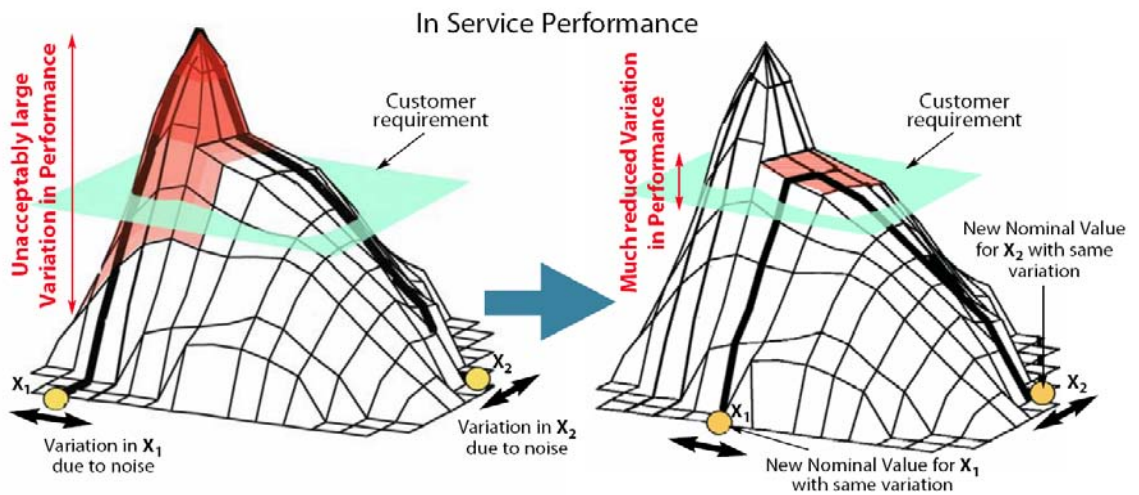 In Service Performance
Unacceptably large
Variation in Performance
Customer
requirement
X1
X2
Variation in X1
due to noise
Variation in X2
due to noise
Much reduced Variation
in Performance
Customer
requirement
New Nominal Value
for X2 with same
variation
X1
X2
New Nominal Value for X1
with same variation